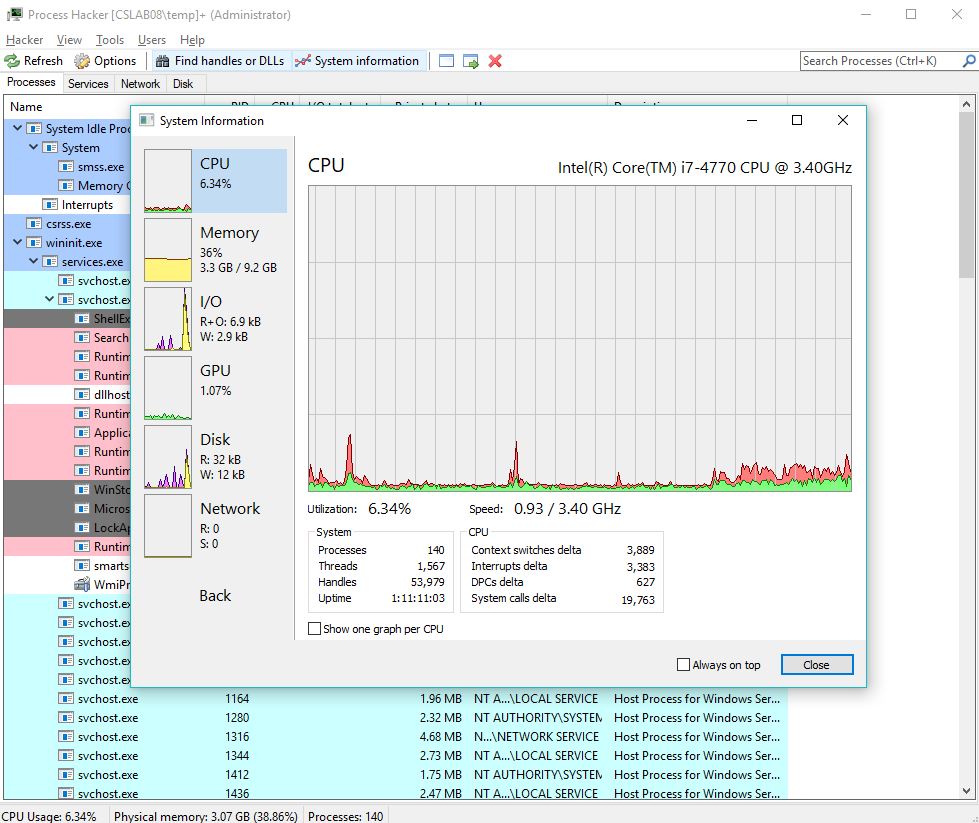 Process Hacker [CSLAB08\temp]+ (Administrator)
Hacker View Tools Users Help
Refresh Options Find handles or DLLs System information Search Processes (Ctrl+K)
Processes Services Network Disk
Name
System Information
System Idle Proc
System
smss.exe
Memory C
Interrupts
csrss.exe
wininit.exe
services.exe
svchost.ex
svchost.ex
ShellEx
Search
Runtim
Runtim
dllhost
Runtim
Applica
Runtim
Runtim
WinSto
Micros
LockAp
Runtim
smarts
WmiPr
svchost.ex
svchost.ex
svchost.ex
svchost.ex
svchost.ex
CPU
6.34%
Memory
36%
3.3 GB / 9.2 GB
I/O
R+O: 6.9 kB
W: 2.9 kB
GPU
1.07%
Disk
R: 32 kB
W: 12 kB
Network
R: 0
S: 0
Back
CPU Intel(R) Core(TM) i7-4770 CPU @ 3.40GHz
Utilization: 6.34% Speed: 0.93 / 3.40 GHz
System
Processes 140
Threads 1,567
Handles 53,979
Uptime 1:11:11:03
CPU
Context switches delta 3,889
Interrupts delta 3,383
DPCs delta 627
System calls delta 19,763
Show one graph per CPU
Always on top Close
svchost.exe 1164 1.96 MB NT A...\LOCAL SERVICE Host Process for Windows Ser...
svchost.exe 1280 2.32 MB NT AUTHORITY\SYSTEM Host Process for Windows Ser...
svchost.exe 1316 4.68 MB N...\NETWORK SERVICE Host Process for Windows Ser...
svchost.exe 1344 2.73 MB NT A...\LOCAL SERVICE Host Process for Windows Ser...
svchost.exe 1412 1.75 MB NT AUTHORITY\SYSTEM Host Process for Windows Ser...
svchost.exe 1436 2.47 MB NT A...\LOCAL SERVICE Host Process for Windows Ser...
CPU Usage: 6.34% Physical memory: 3.07 GB (38.86%) Processes: 140